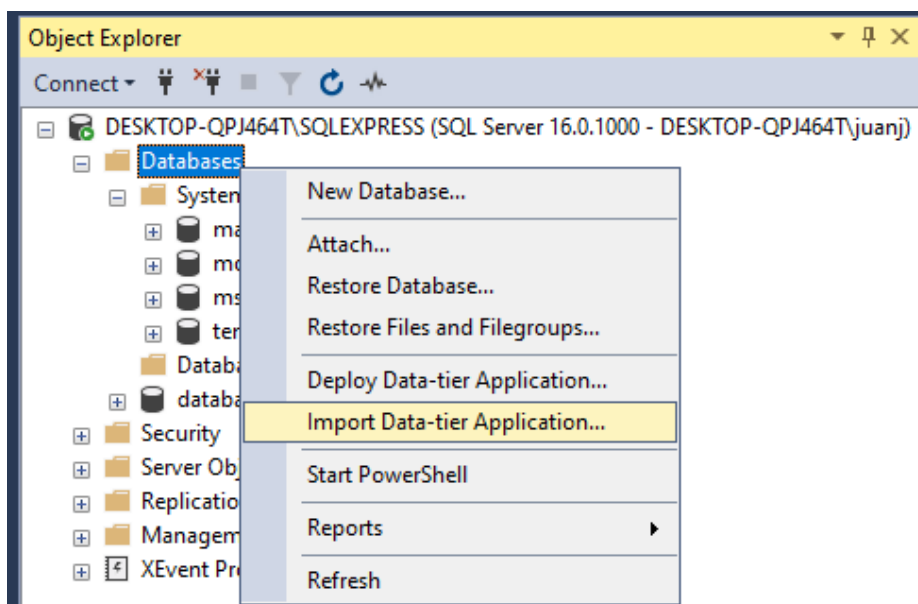 Object Explorer
Connect
DESKTOP-QPJ464T\SQLEXPRESS (SQL Server 16.0.1000 - DESKTOP-QPJ464T\juanj)
Databases
New Database...
Attach...
Restore Database...
Restore Files and Filegroups...
Deploy Data-tier Application...
Import Data-tier Application...
Security
Start PowerShell
Reports
Refresh